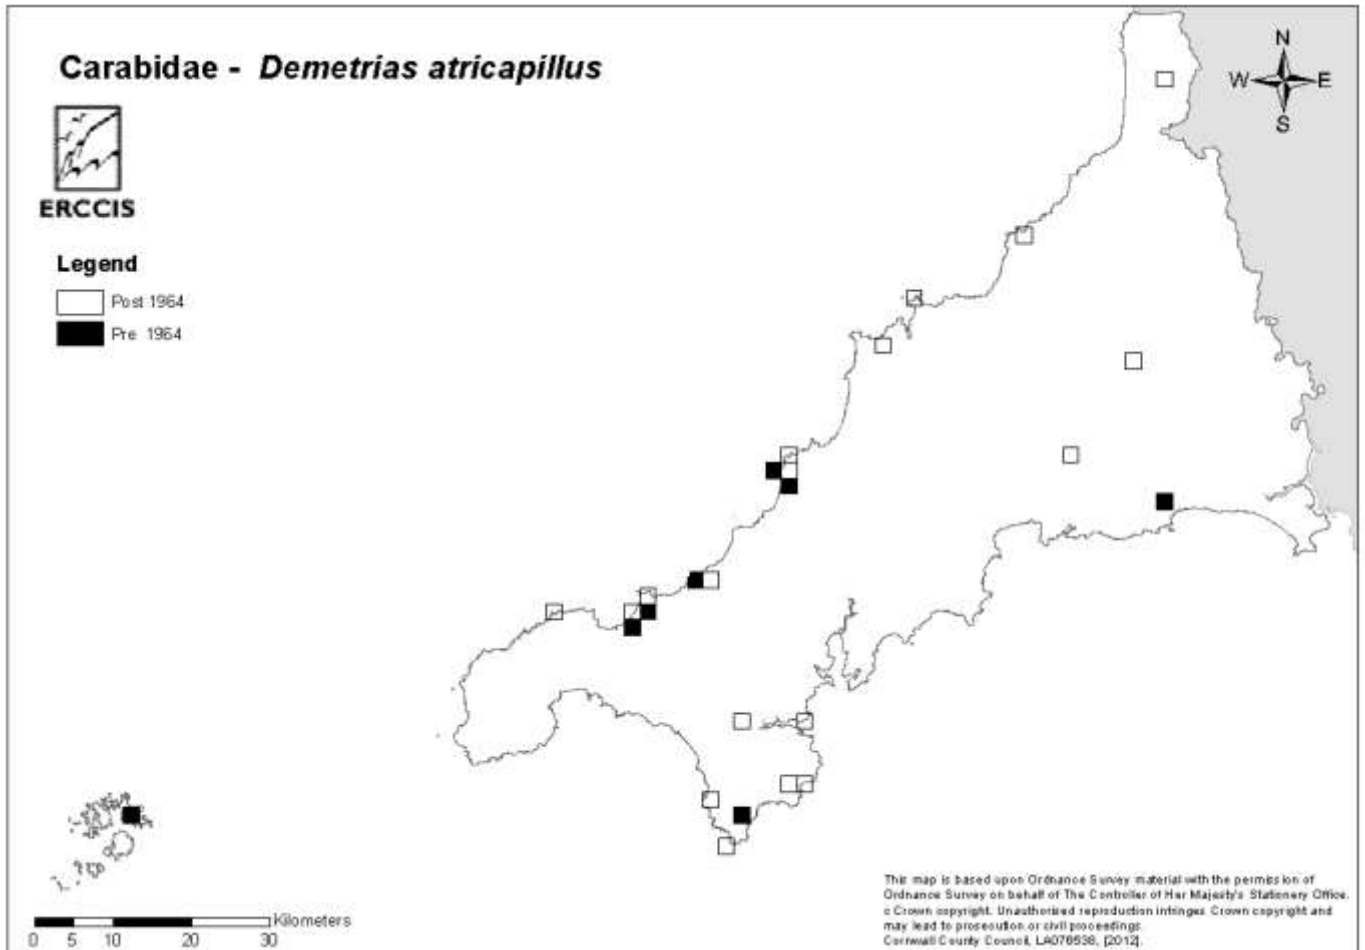 Carabidae - Demetrias atricapillus
N
W E
S
ERCCIS
Legend
Post 1964
Pre 1964
This map is based upon Ordnance Survey material with the permission of
Ordnance Survey on behalf of The Controller of Her Majesty's Stationery Office.
c Crown copyright. Unauthorised reproduction infringes Crown copyright and
may lead to prosecution or civil proceedings.
Cornwall County Council, LA076538, [2012].
Kilometers
0 5 10 20 30